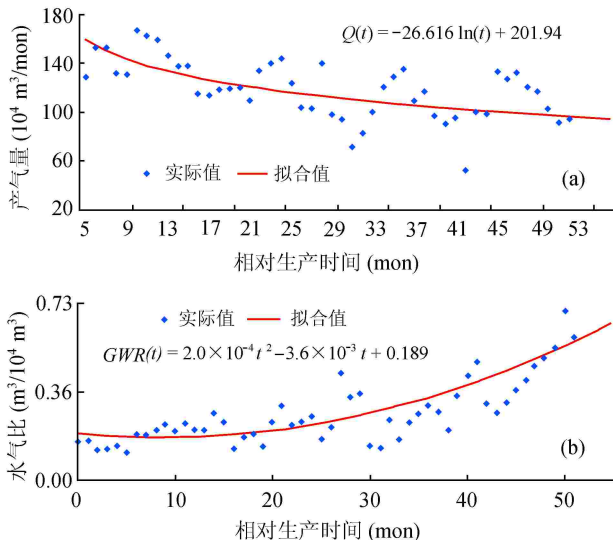 180
140
100
60
20
产气量 (10⁴ m³/mon)
Q(t) = −26.616 ln(t) + 201.94
实际值 拟合值
(a)
5 9 13 17 21 25 29 33 37 41 45 49 53
相对生产时间 (mon)
0.73
0.36
0.00
水气比 (m³/10⁴ m³)
实际值 拟合值
GWR(t) = 2.0×10⁻⁴ t ² −3.6×10⁻³ t + 0.189
(b)
0 10 20 30 40 50
相对生产时间 (mon)